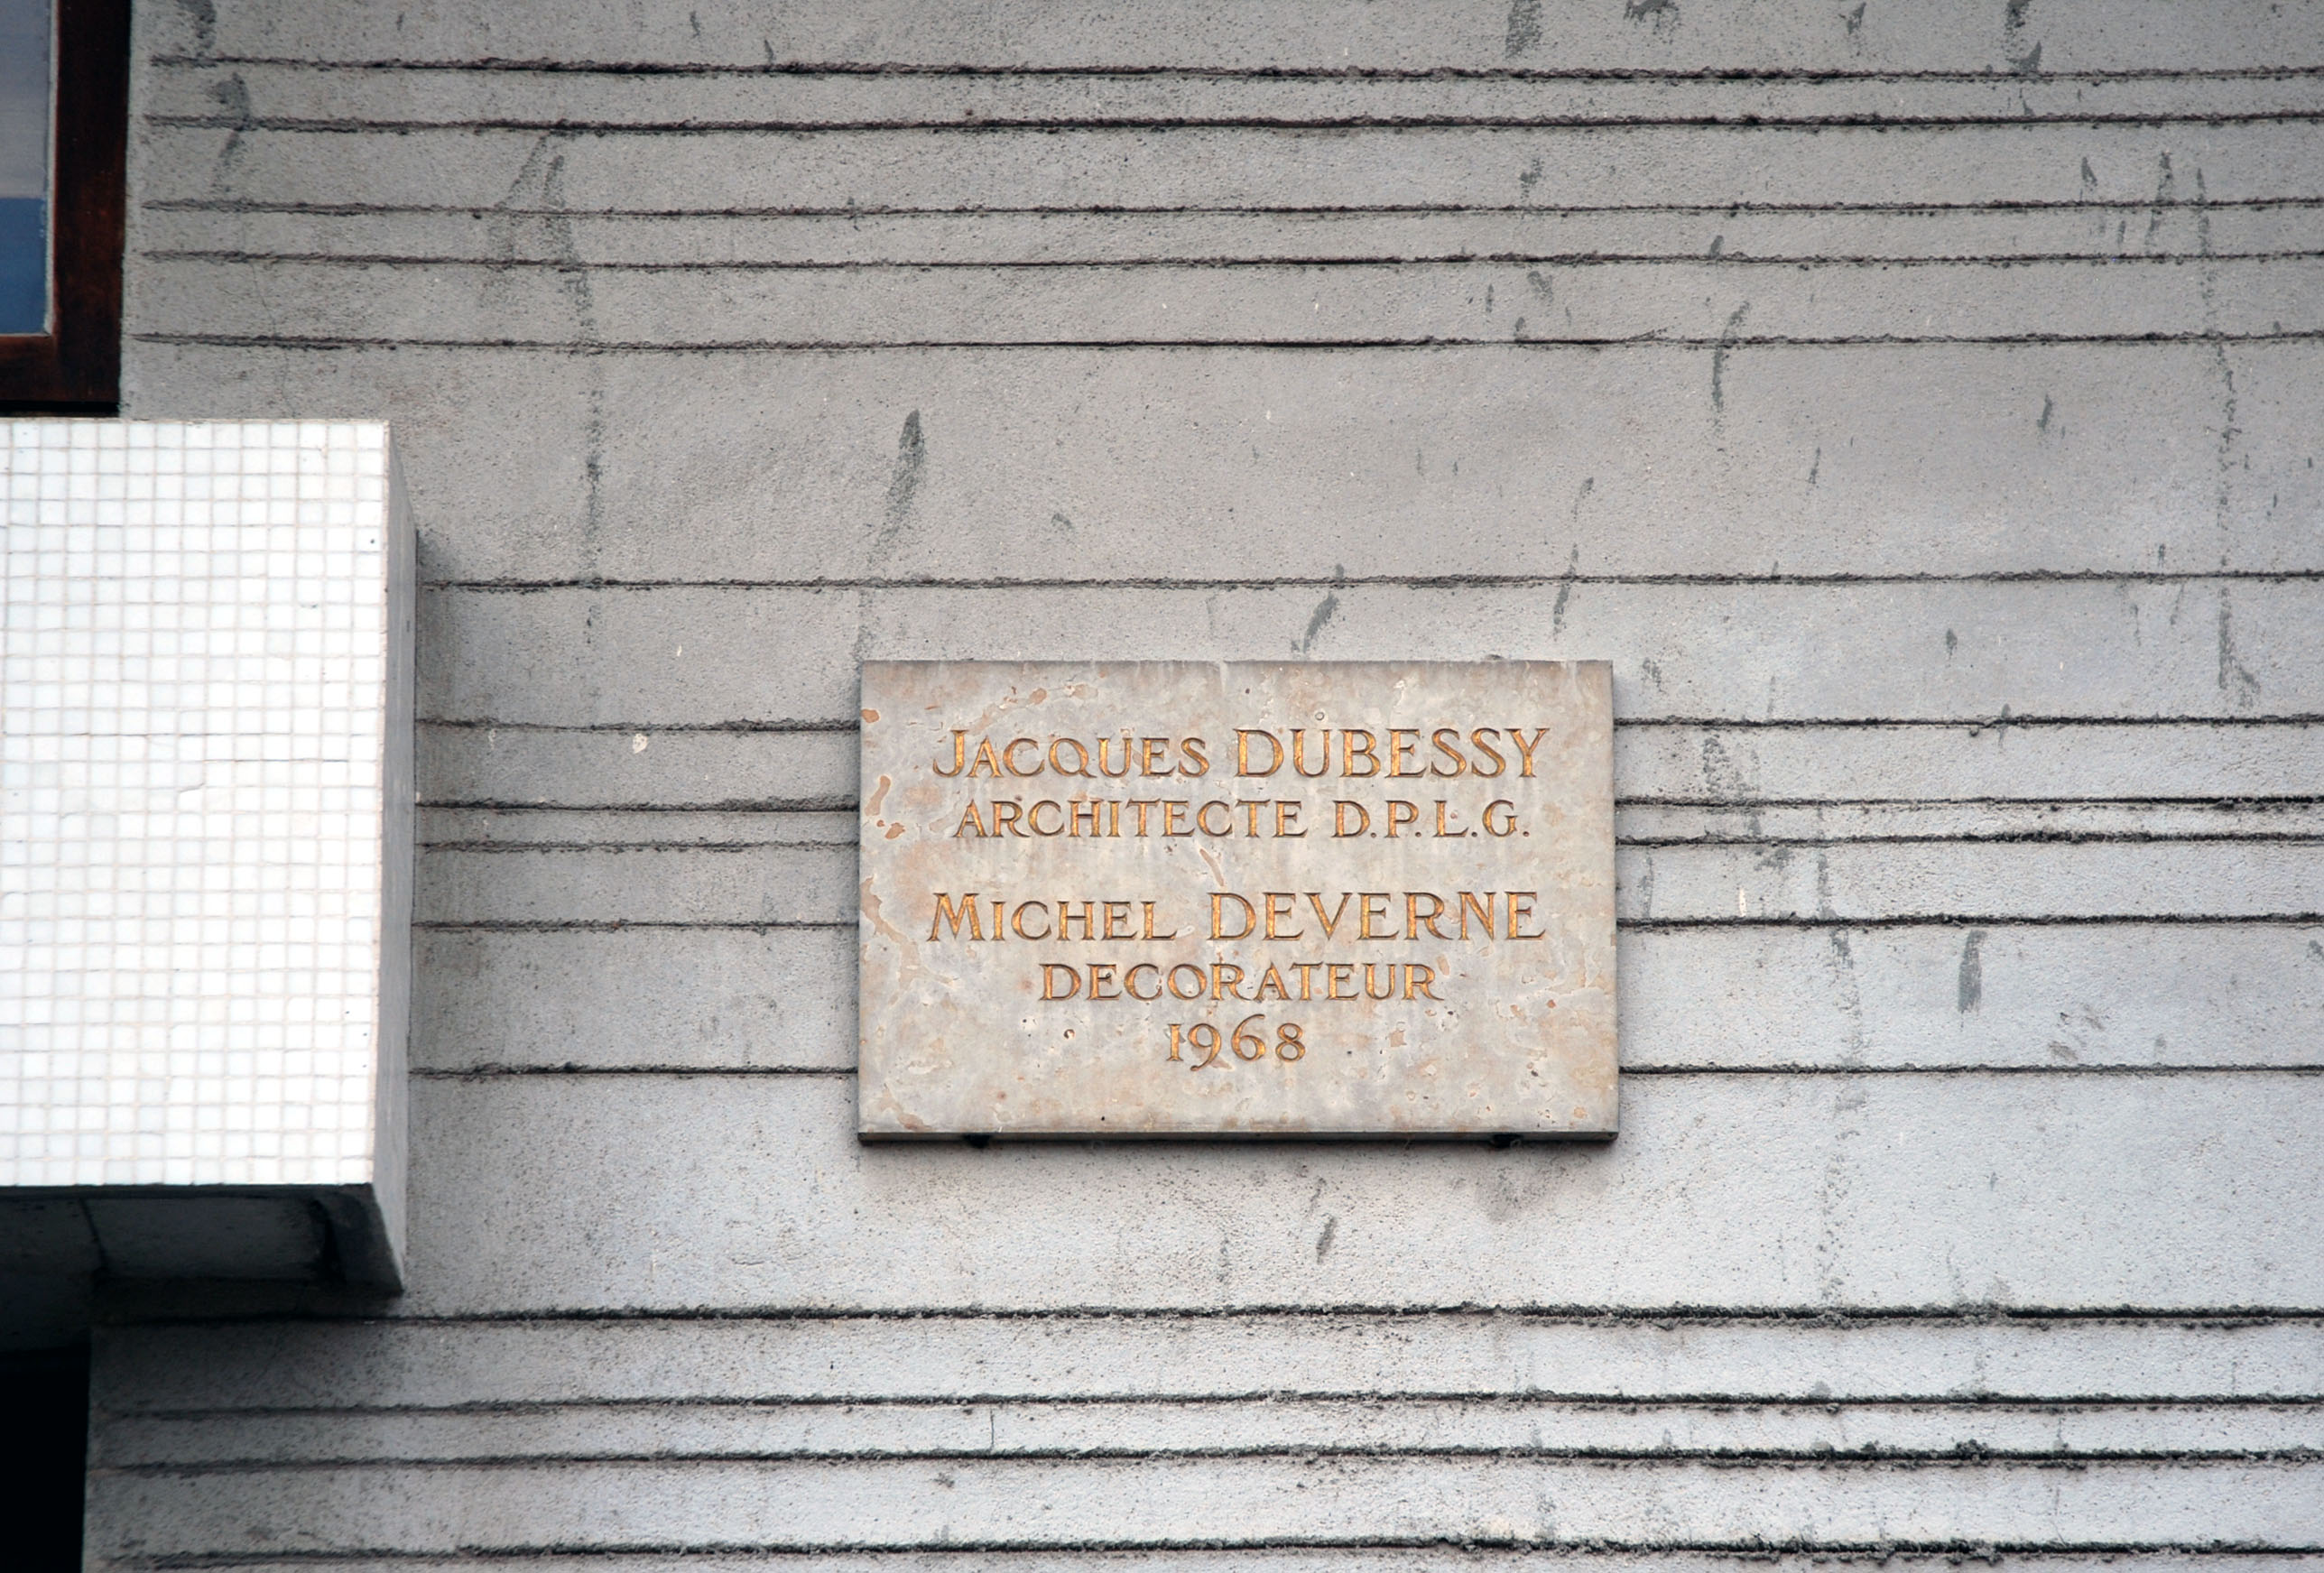 JACQUES DUBESSY
ARCHITECTE D.P.L.G.
MICHEL DEVERNE
DECORATEUR
1968